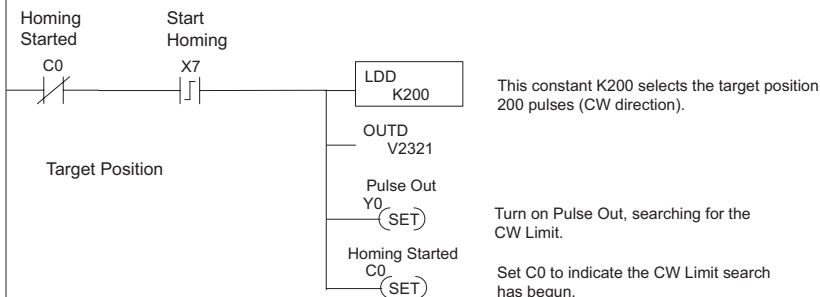 Homing
Started
Start
Homing
C0
X7
LDD
K200
This constant K200 selects the target position
200 pulses (CW direction).
OUTD
V2321
Target Position
Pulse Out
Y0
SET
Turn on Pulse Out, searching for the
CW Limit.
Homing Started
C0
SET
Set C0 to indicate the CW Limit search
has begun.